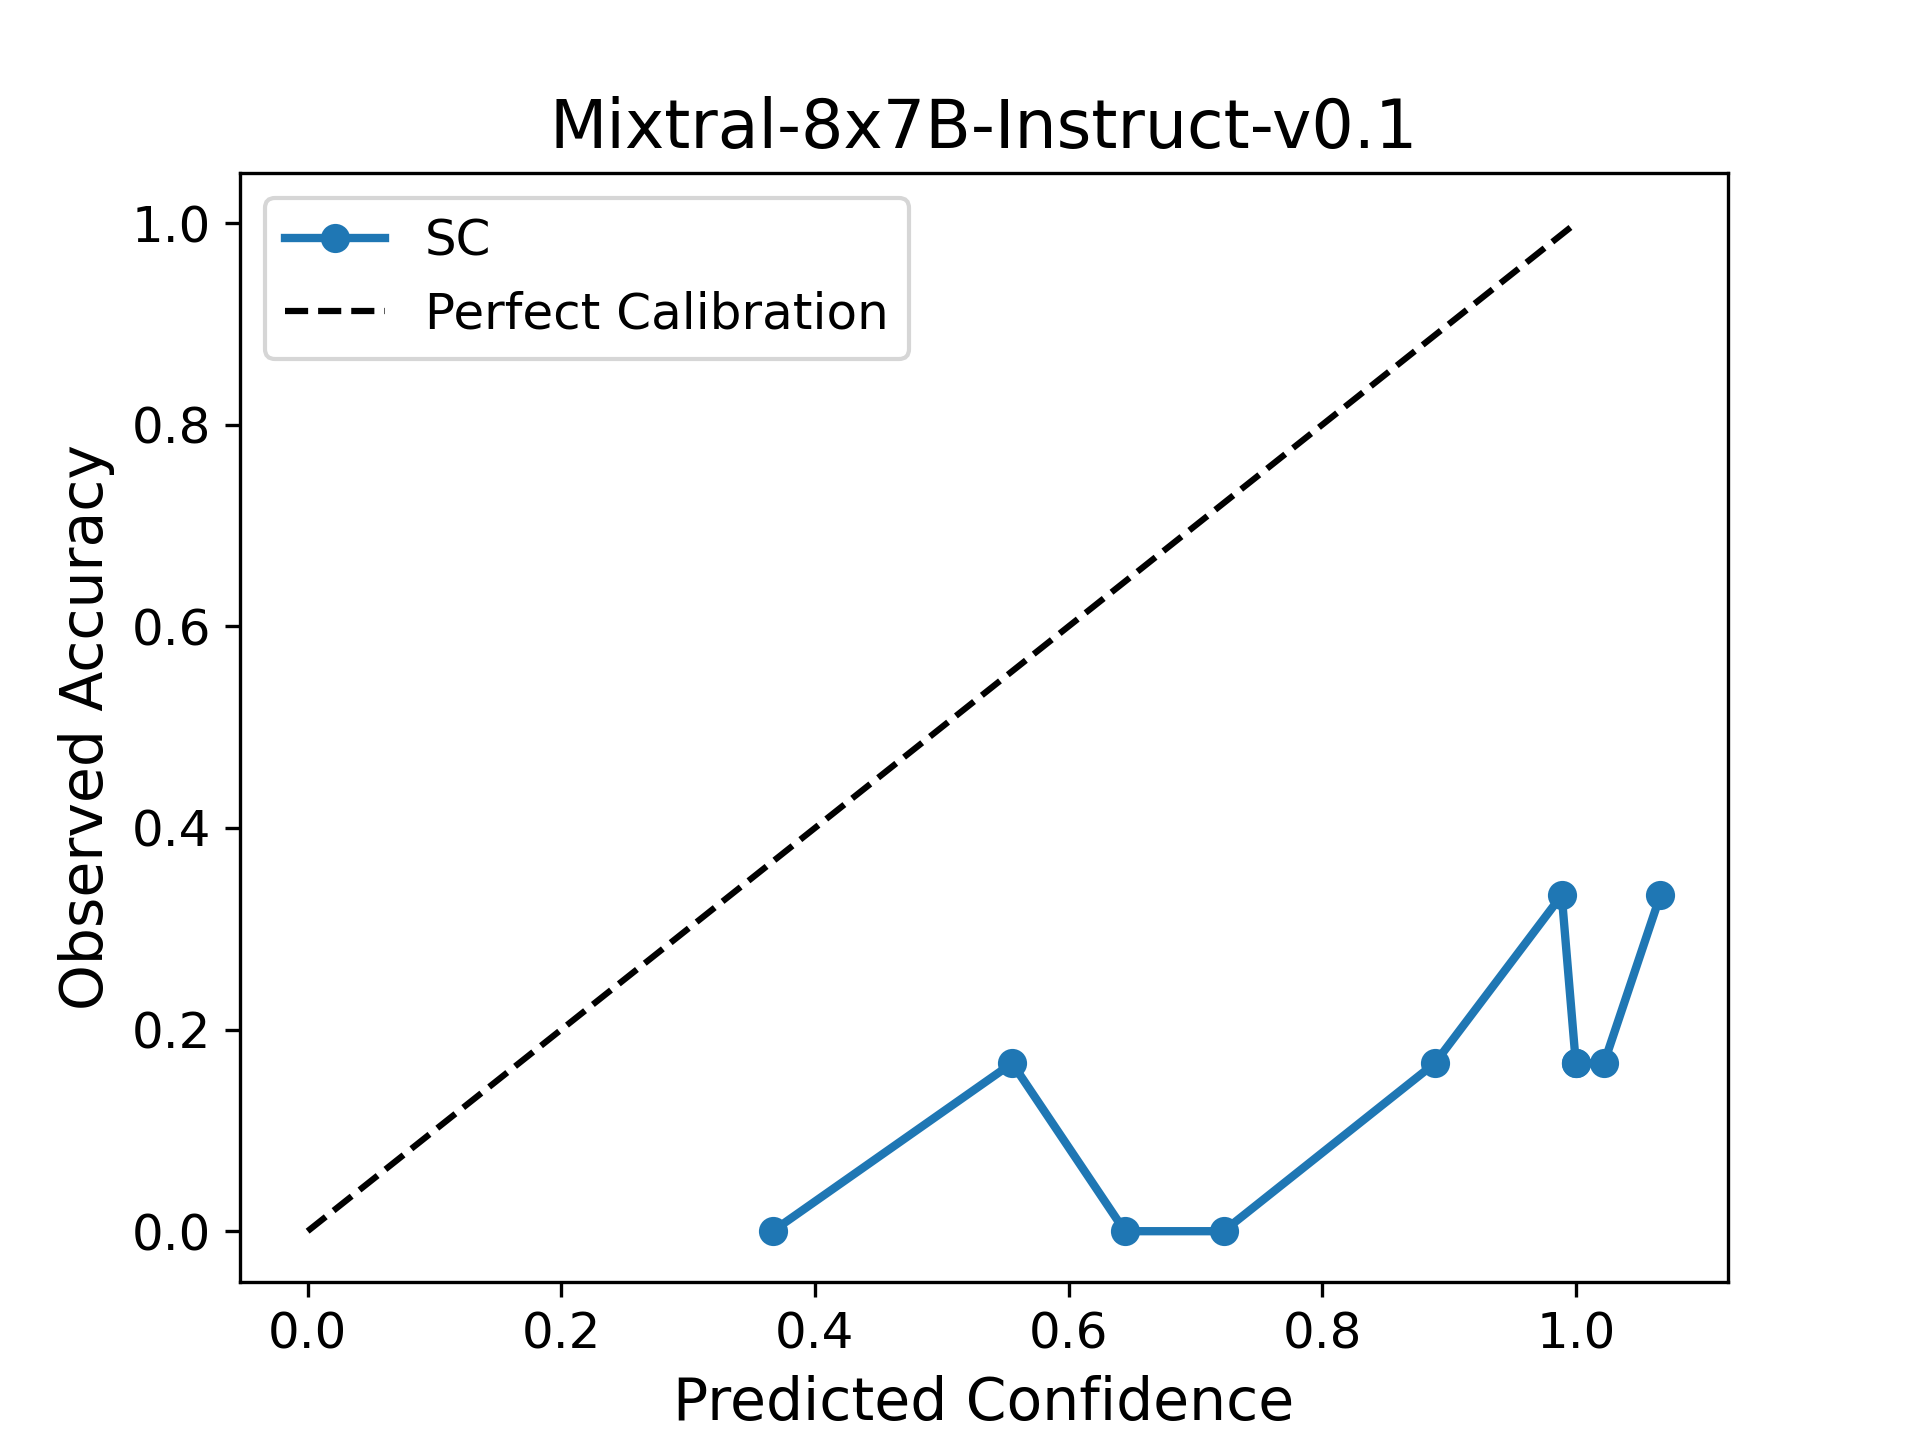 Mixtral-8x7B-Instruct-v0.1
SC
Perfect Calibration
1.0
0.8
0.6
0.4
0.2
0.0
Observed Accuracy
0.0 0.2 0.4 0.6 0.8 1.0
Predicted Confidence